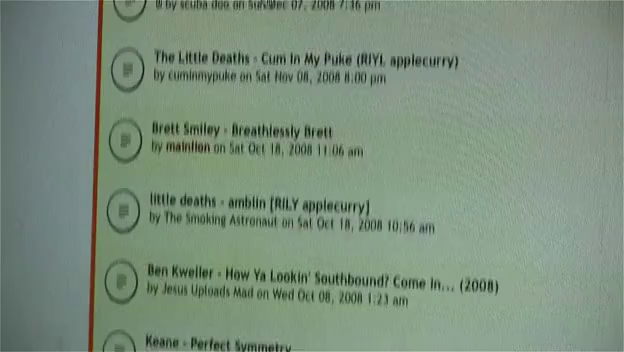 by scuba doo on Sun Dec 07, 2008 7:36 pm
The Little Deaths - Cum In My Puke (RIYL applecurry)
by cuminmypuke on Sat Nov 08, 2008 8:00 pm
Brett Smiley - Breathlessly Brett
by mainlion on Sat Oct 18, 2008 11:06 am
little deaths - amblin [RILY applecurry]
by The Smoking Astronaut on Sat Oct 18, 2008 10:56 am
Ben Kweller - How Ya Lookin' Southbound? Come In... (2008)
by Jesus Uploads Mad on Wed Oct 08, 2008 1:23 am
Keane - Perfect Symmetry